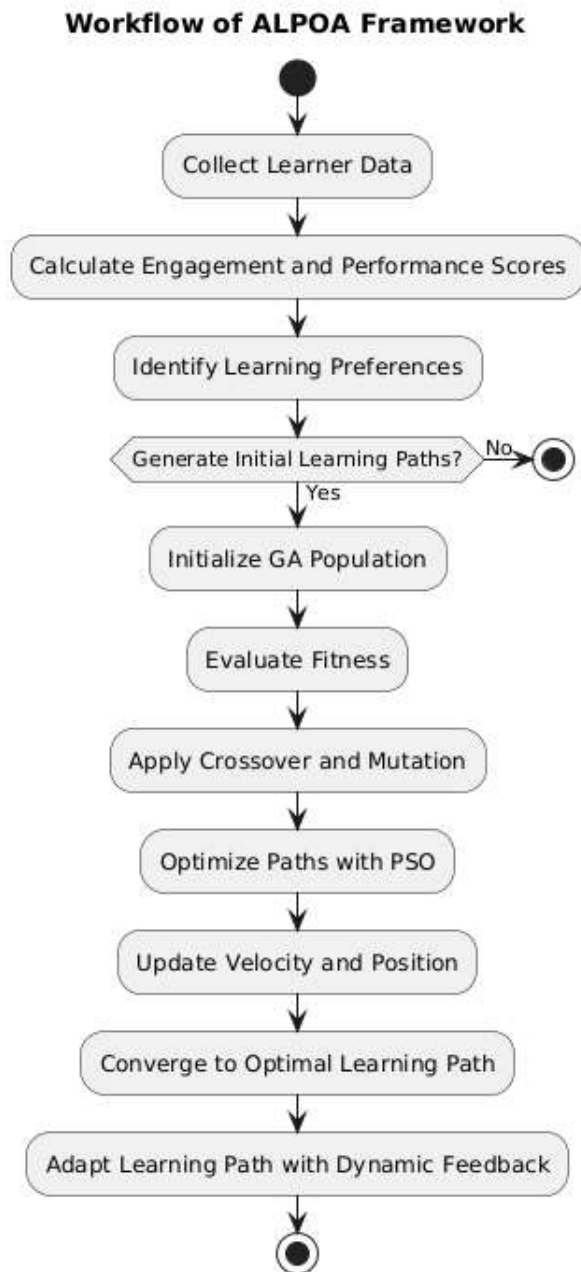 Workflow of ALPOA Framework
Collect Learner Data
Calculate Engagement and Performance Scores
Identify Learning Preferences
Generate Initial Learning Paths?
No
Yes
Initialize GA Population
Evaluate Fitness
Apply Crossover and Mutation
Optimize Paths with PSO
Update Velocity and Position
Converge to Optimal Learning Path
Adapt Learning Path with Dynamic Feedback